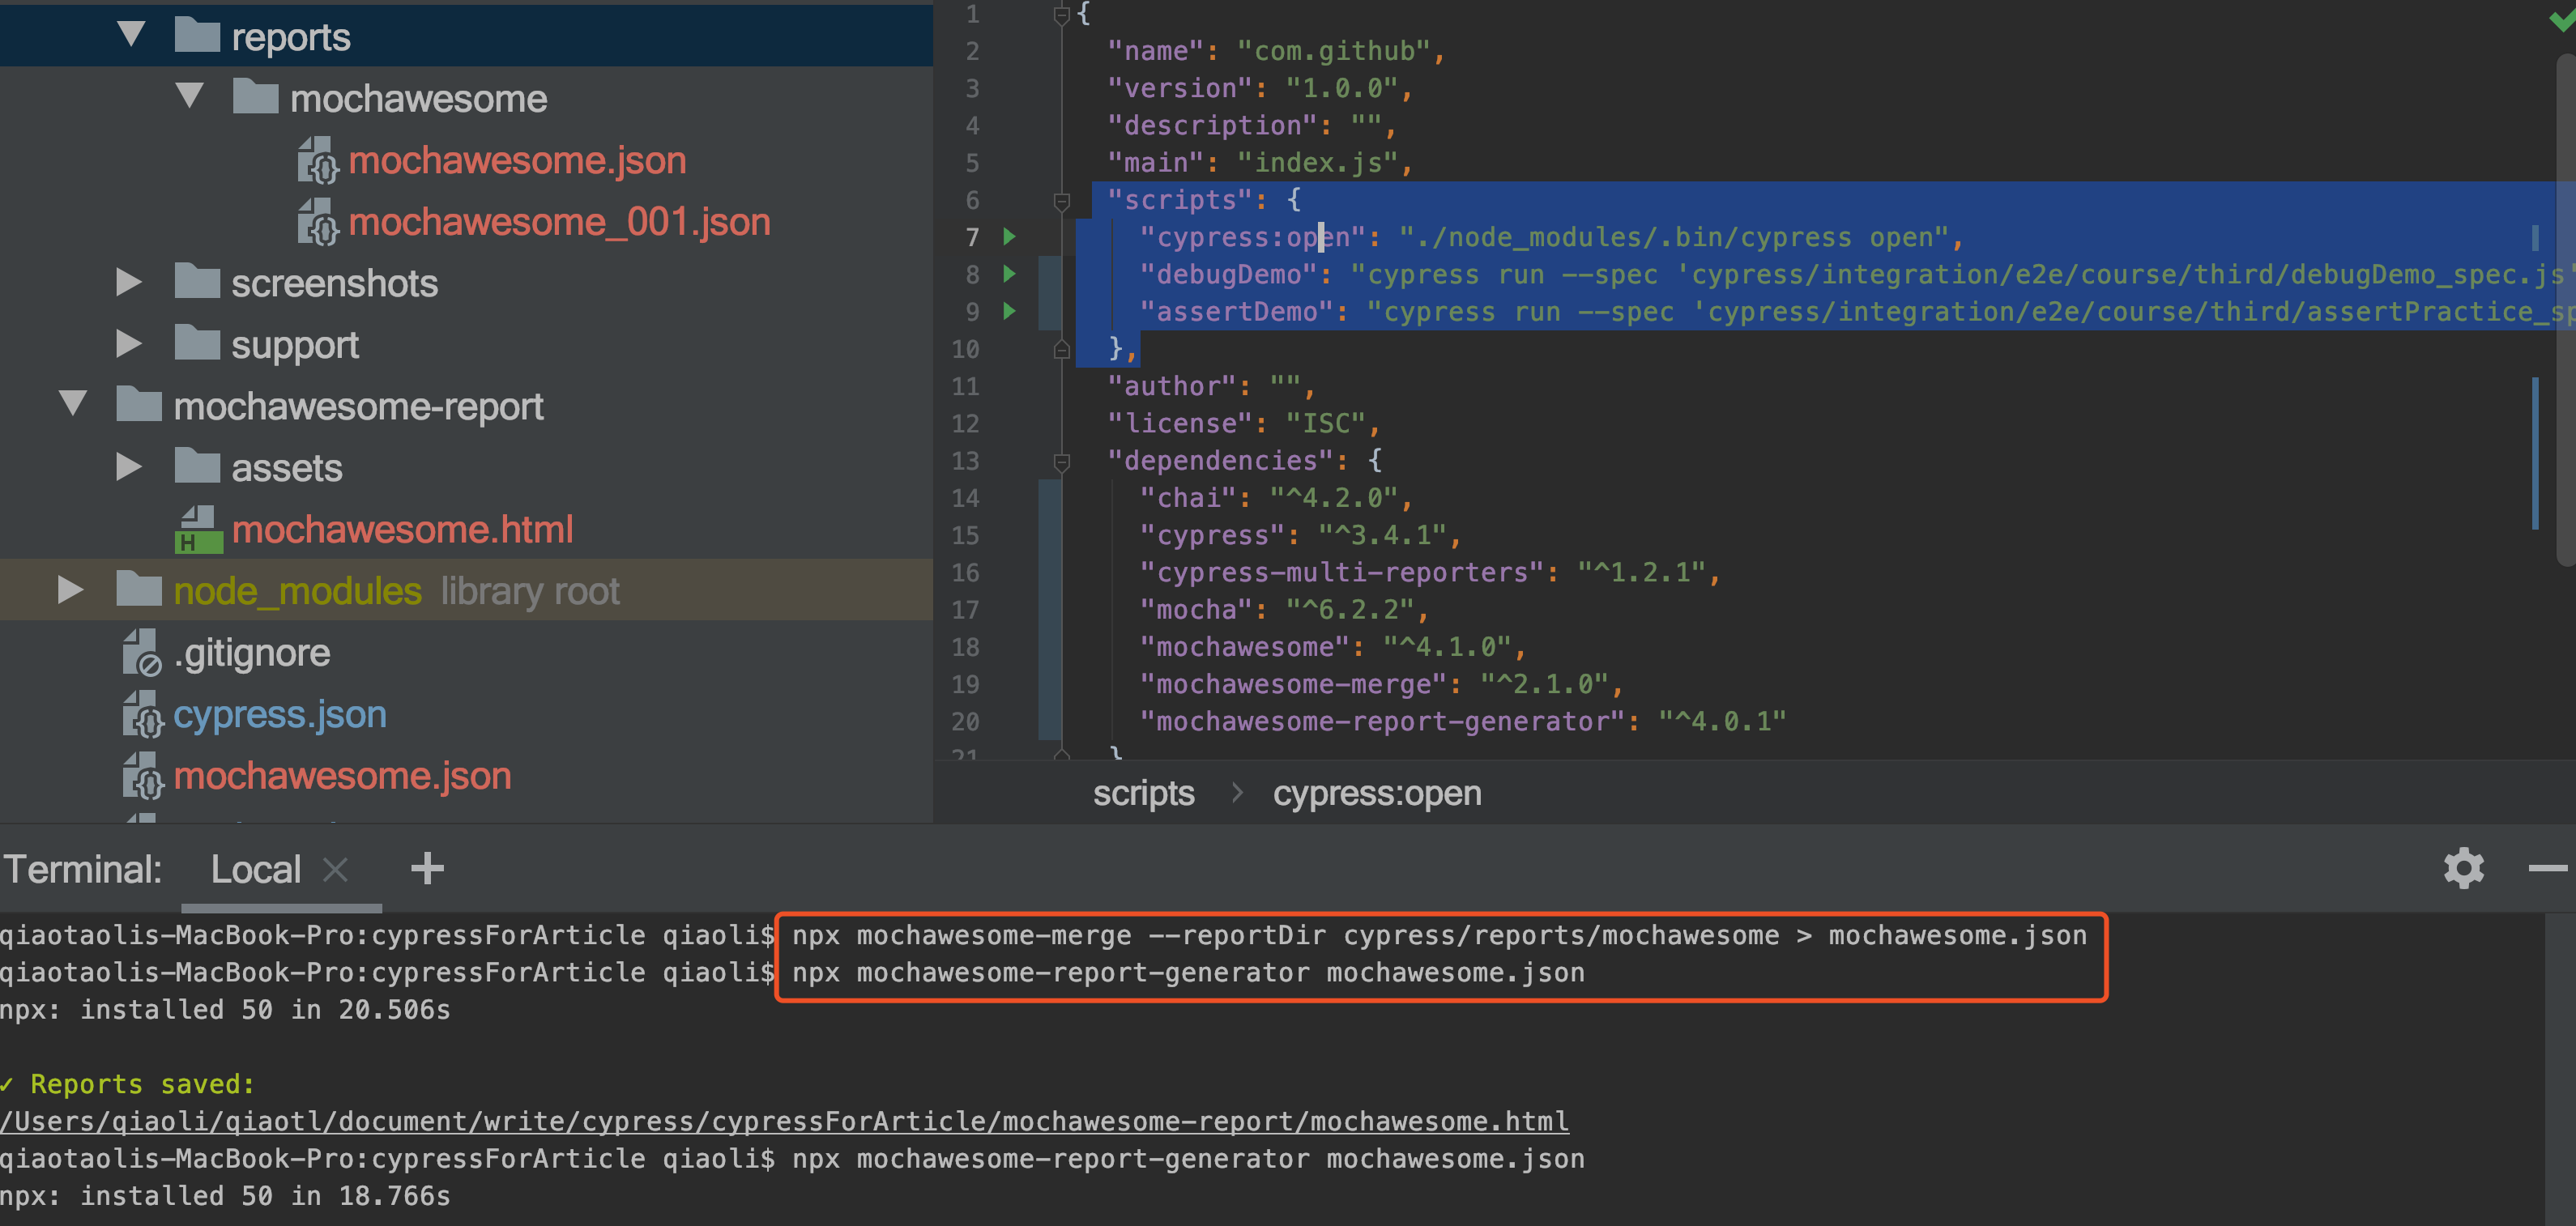 reports
mochawesome
mochawesome.json
mochawesome_001.json
screenshots
support
mochawesome-report
assets
H
mochawesome.html
node_modules library root
.gitignore
cypress.json
mochawesome.json
1 {
2 "name": "com.github",
3 "version": "1.0.0",
4 "description": "",
5 "main": "index.js",
6 "scripts": {
7 "cypress:open": "./node_modules/.bin/cypress open",
8 "debugDemo": "cypress run --spec 'cypress/integration/e2e/course/third/debugDemo_spec.js'
9 "assertDemo": "cypress run --spec 'cypress/integration/e2e/course/third/assertPractice_sp
10 },
11 "author": "",
12 "license": "ISC",
13 "dependencies": {
14 "chai": "^4.2.0",
15 "cypress": "^3.4.1",
16 "cypress-multi-reporters": "^1.2.1",
17 "mocha": "^6.2.2",
18 "mochawesome": "^4.1.0",
19 "mochawesome-merge": "^2.1.0",
20 "mochawesome-report-generator": "^4.0.1"
21 }
scripts > cypress:open
Terminal: Local × +
qiaotaolis-MacBook-Pro:cypressForArticle qiaoli$ npx mochawesome-merge --reportDir cypress/reports/mochawesome > mochawesome.json
qiaotaolis-MacBook-Pro:cypressForArticle qiaoli$ npx mochawesome-report-generator mochawesome.json
npx: installed 50 in 20.506s
✓ Reports saved:
/Users/qiaoli/qiaotl/document/write/cypress/cypressForArticle/mochawesome-report/mochawesome.html
qiaotaolis-MacBook-Pro:cypressForArticle qiaoli$ npx mochawesome-report-generator mochawesome.json
npx: installed 50 in 18.766s